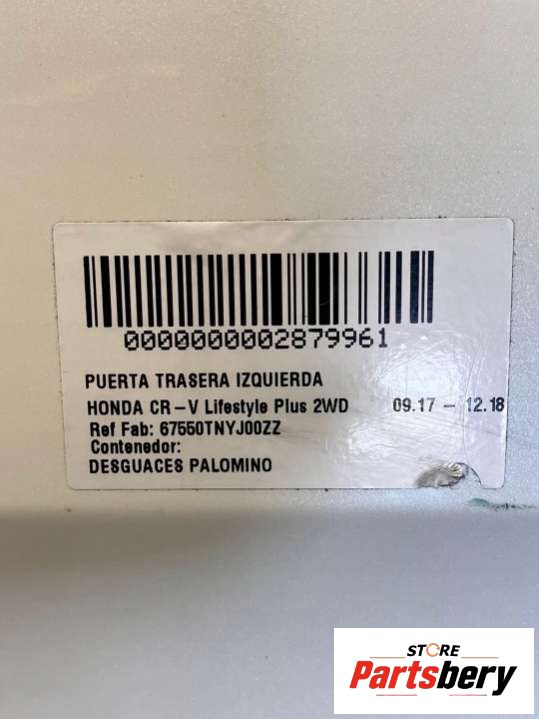 0000000002879961
PUERTA TRASERA IZQUIERDA
HONDA CR-V Lifestyle Plus 2WD 09.17 - 12.18
Ref Fab: 67550TNYJ00ZZ
Contenedor:
DESGUACES PALOMINO
STORE
Partsbery